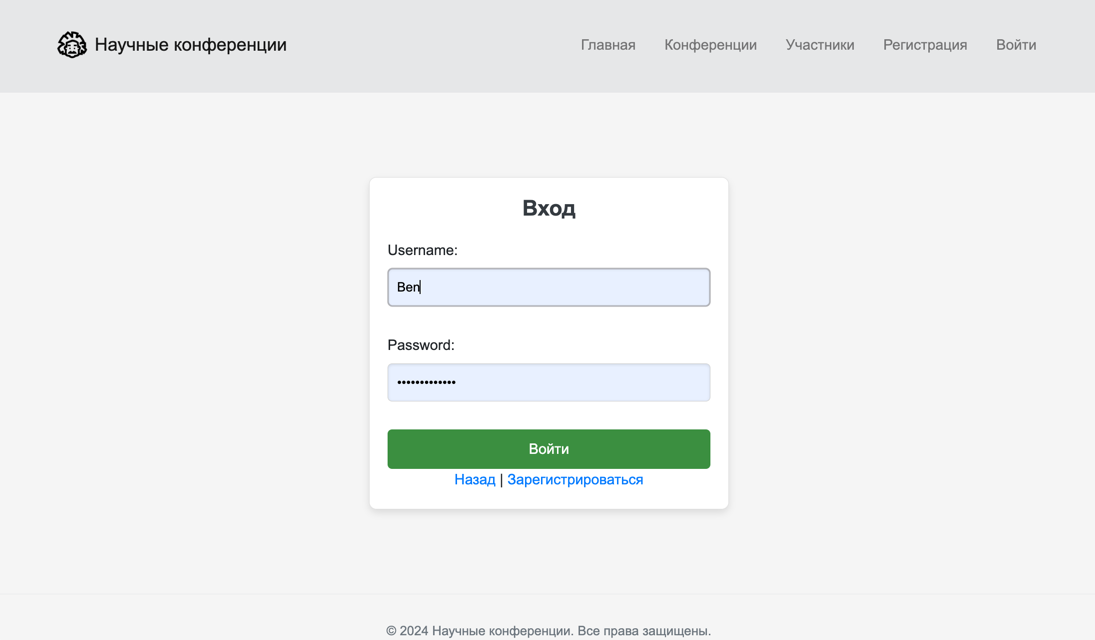 Научные конференции
Главная Конференции Участники Регистрация Войти
Вход
Username:
Ben
Password:
•••••••••••••
Войти
Назад | Зарегистрироваться
© 2024 Научные конференции. Все права защищены.